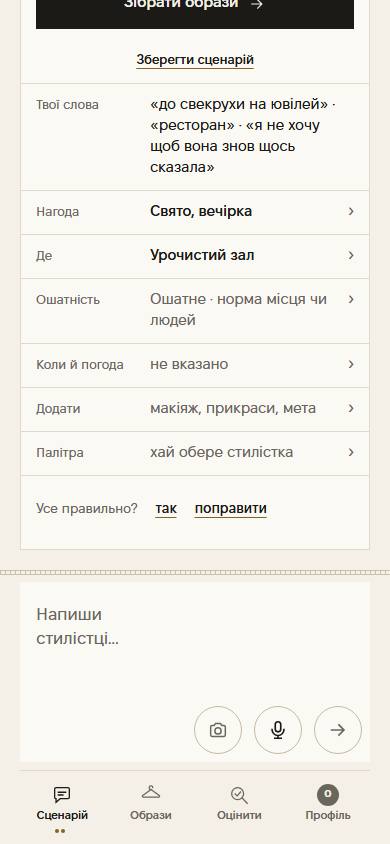 Зібрати образи →
Зберегти сценарій
Твої слова
«до свекрухи на ювілей» ·
«ресторан» · «я не хочу
щоб вона знов щось
сказала»
Нагода
Свято, вечірка
Де
Урочистий зал
Ошатність
Ошатне · норма місця чи
людей
Коли й погода
не вказано
Додати
макіяж, прикраси, мета
Палітра
хай обере стилістка
Усе правильно? так поправити
Напиши
стилістці...
0
Сценарій Образи Оцінити Профіль